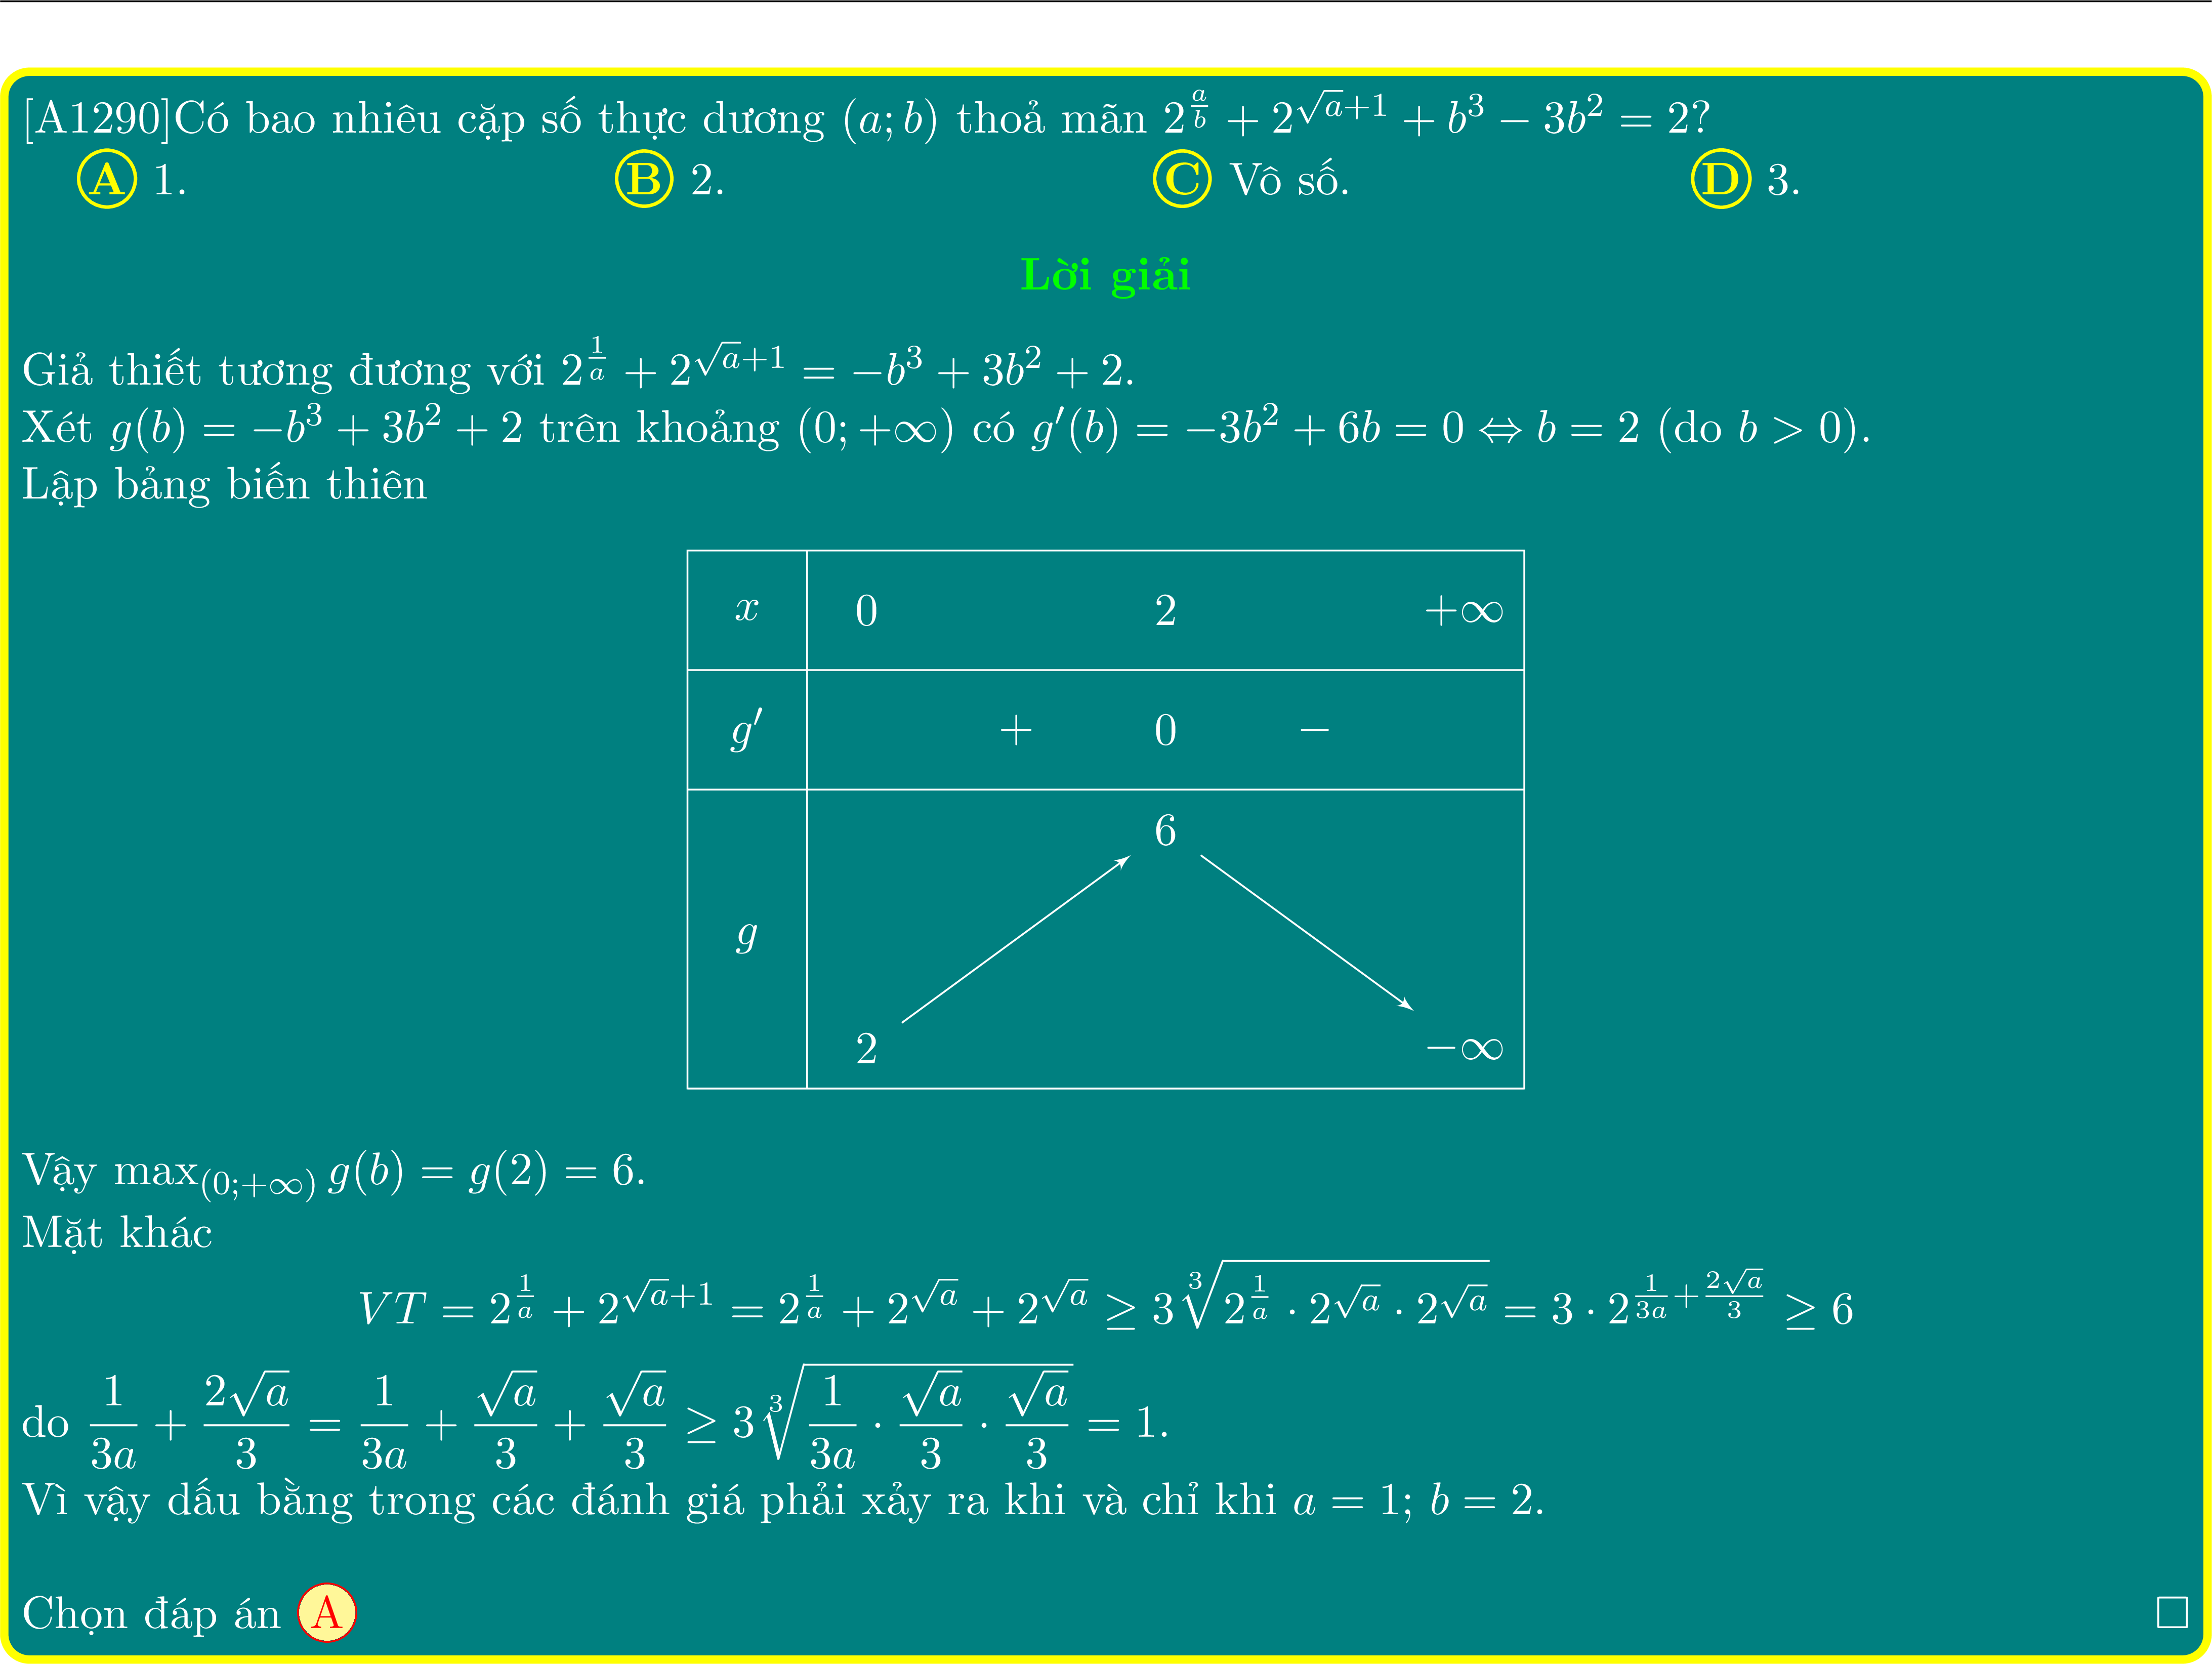 [A1290]Có bao nhiêu cặp số thực dương $(a; b)$ thoả mãn $2^{\frac{a}{b}} + 2^{\sqrt{a}+1} + b^3 - 3b^2 = 2$?
A 1. B 2. C Vô số. D 3.
Lời giải
Giả thiết tương đương với $2^{\frac{1}{a}} + 2^{\sqrt{a}+1} = -b^3 + 3b^2 + 2$.
Xét $g(b) = -b^3 + 3b^2 + 2$ trên khoảng $(0; +\infty)$ có $g'(b) = -3b^2 + 6b = 0 \Leftrightarrow b = 2$ (do $b > 0$).
Lập bảng biến thiên
$x$ 0 2 $+\infty$
$g'$ + 0 −
6
$g$
2 $-\infty$
Vậy $\max_{(0;+\infty)} g(b) = g(2) = 6$.
Mặt khác
$VT = 2^{\frac{1}{a}} + 2^{\sqrt{a}+1} = 2^{\frac{1}{a}} + 2^{\sqrt{a}} + 2^{\sqrt{a}} \geq 3\sqrt[3]{2^{\frac{1}{a}} \cdot 2^{\sqrt{a}} \cdot 2^{\sqrt{a}}} = 3 \cdot 2^{\frac{1}{3a}+\frac{2\sqrt{a}}{3}} \geq 6$
do $\frac{1}{3a} + \frac{2\sqrt{a}}{3} = \frac{1}{3a} + \frac{\sqrt{a}}{3} + \frac{\sqrt{a}}{3} \geq 3\sqrt[3]{\frac{1}{3a} \cdot \frac{\sqrt{a}}{3} \cdot \frac{\sqrt{a}}{3}} = 1$.
Vì vậy dấu bằng trong các đánh giá phải xảy ra khi và chỉ khi $a = 1; b = 2$.
Chọn đáp án A □